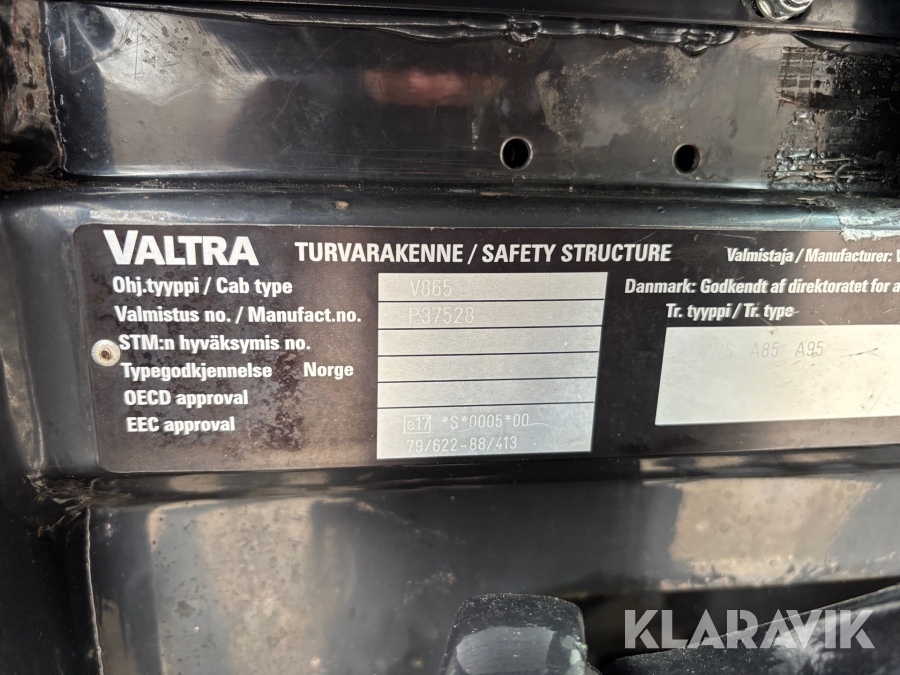 VALTRA TURVARAKENNE / SAFETY STRUCTURE Valmistaja / Manufacturer:
Ohj.tyyppi / Cab type V865 Danmark: Godkendt af direktoratet for
Valmistus no. / Manufact.no. P37528 Tr. tyyppi / Tr. type
STM:n hyväksymis no. A85 A95
Typegodkjennelse Norge
OECD approval
EEC approval e17 *S*0005*00
79/622-88/413
KLARAVIK